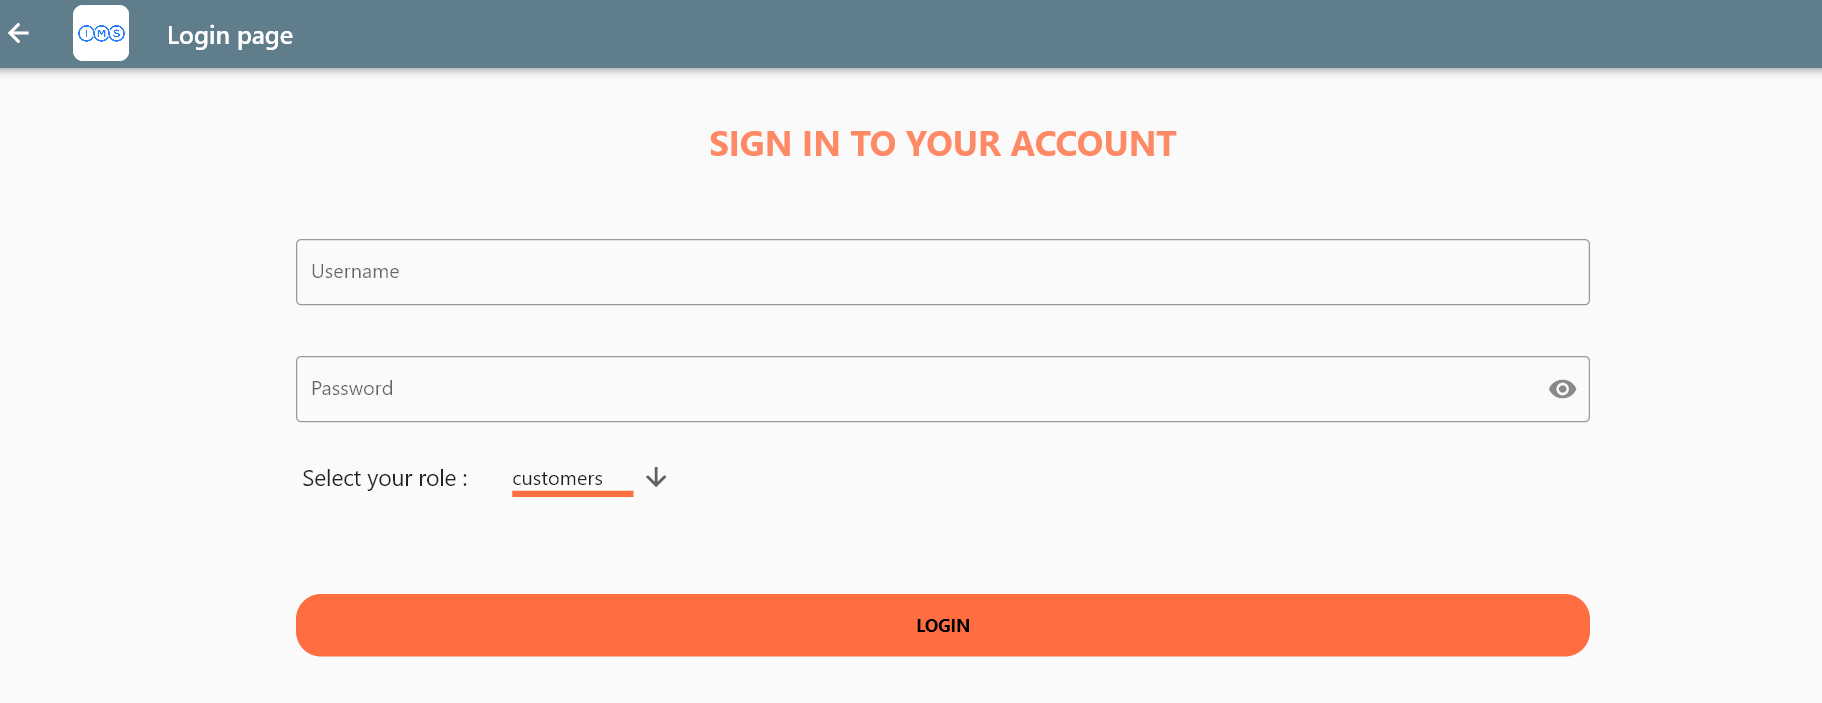 IMS
Login page
SIGN IN TO YOUR ACCOUNT
Username
Password
Select your role : customers
LOGIN